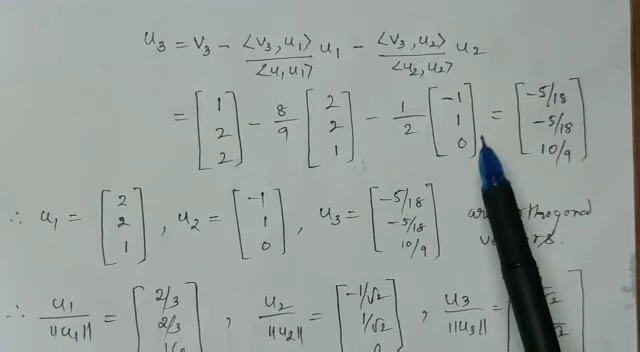 u₃ = V₃ − <V₃, u₁>/<u₁, u₁> u₁ − <V₃, u₂>/<u₂, u₂> u₂
= [1 2 2] − 8/9 [2 2 1] − 1/2 [-1 1 0] = [-5/18 -5/18 10/9]
∴ u₁ = [2 2 1], u₂ = [-1 1 0], u₃ = [-5/18 -5/18 10/9] are
∴ u₁/||u₁|| = [2/3 2/3, u₂/||u₂|| = [-1/√2 1/√2, u₃/||u₃|| = [